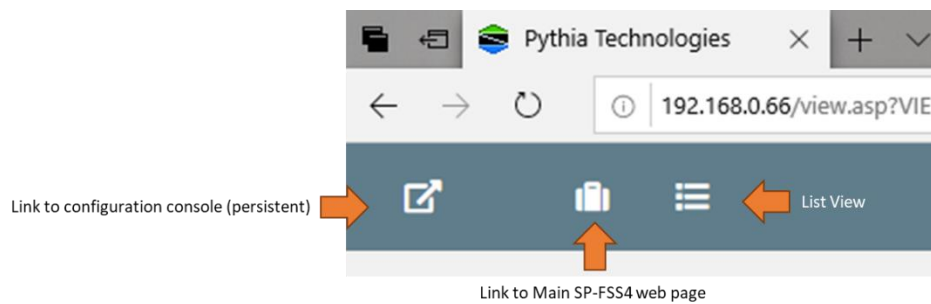 Pythia Technologies
192.168.0.66/view.asp?VIE
Link to configuration console (persistent)
List View
Link to Main SP-FSS4 web page